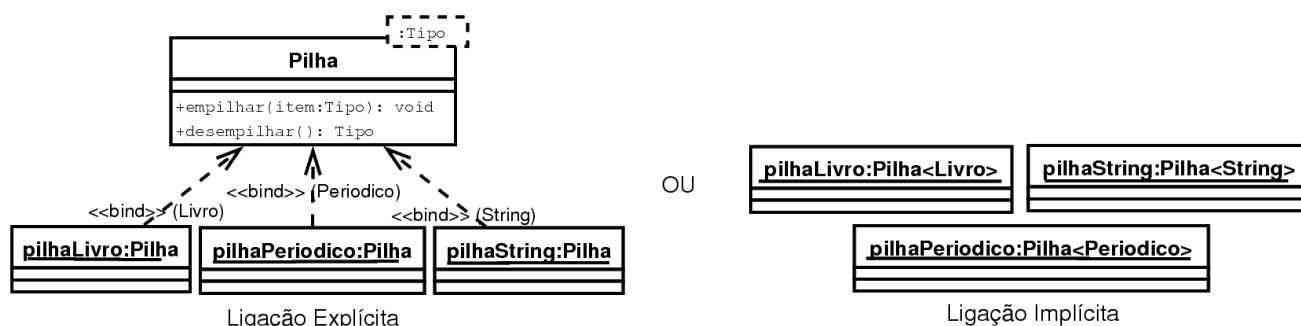 :Tipo
Pilha
+empilhar(item:Tipo): void
+desempilhar(): Tipo
<<bind>> (Periodico)
<<bind>> (Livro)
<<bind>> (String)
pilhaLivro:Pilha
pilhaPeriodico:Pilha
pilhaString:Pilha
Ligação Explícita
OU
pilhaLivro:Pilha<Livro>
pilhaString:Pilha<String>
pilhaPeriodico:Pilha<Periodico>
Ligação Implícita